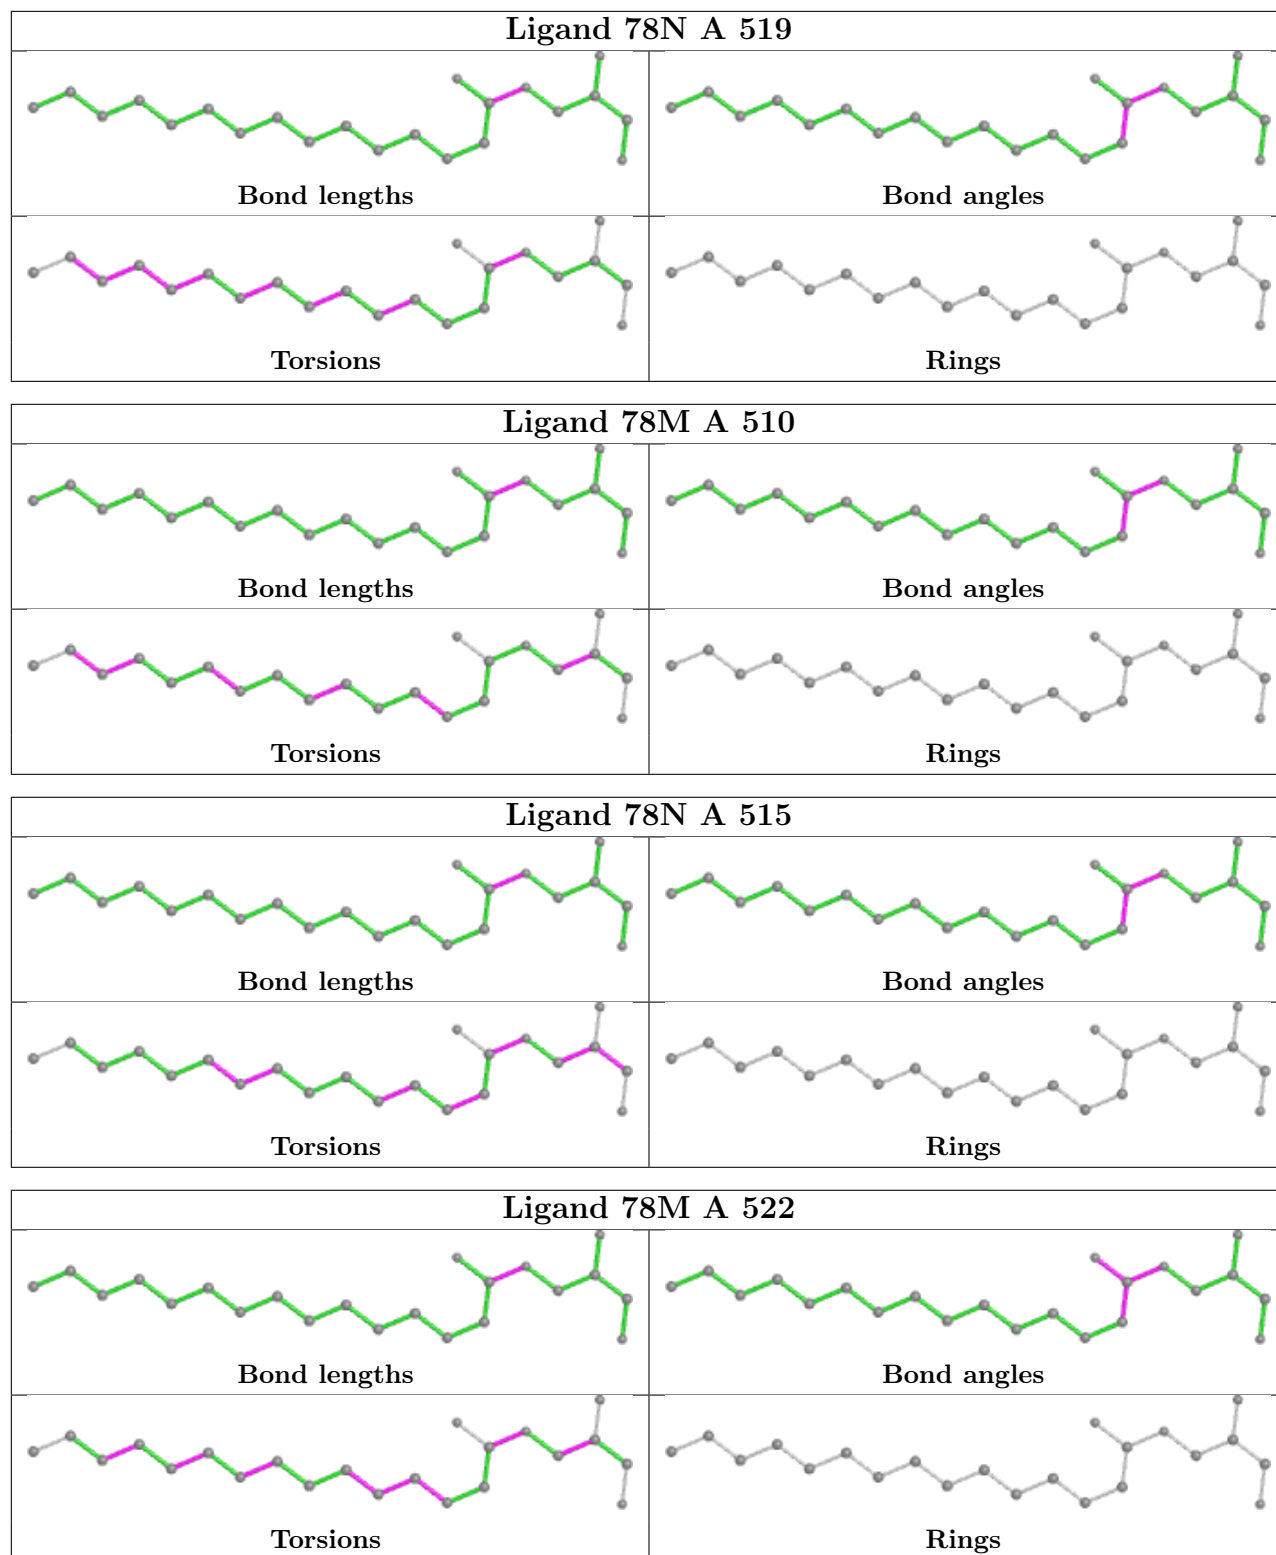 Ligand 78N A 519
Bond lengths
Bond angles
Torsions
Rings
Ligand 78M A 510
Bond lengths
Bond angles
Torsions
Rings
Ligand 78N A 515
Bond lengths
Bond angles
Torsions
Rings
Ligand 78M A 522
Bond lengths
Bond angles
Torsions
Rings